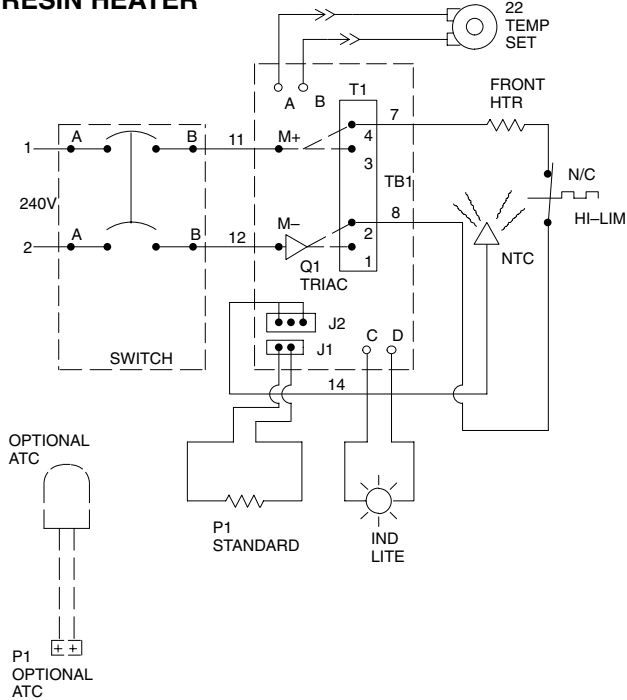 RESIN HEATER
22
TEMP
SET
A B
T1
FRONT
HTR
7
1 A B 11 M+ 4
3
TB1
N/C
240V
8
HI–LIM
2 A B 12 M– 2
1
Q1
TRIAC
NTC
J2
J1
C D
SWITCH
14
OPTIONAL
ATC
P1
STANDARD
IND
LITE
+ +
P1
OPTIONAL
ATC